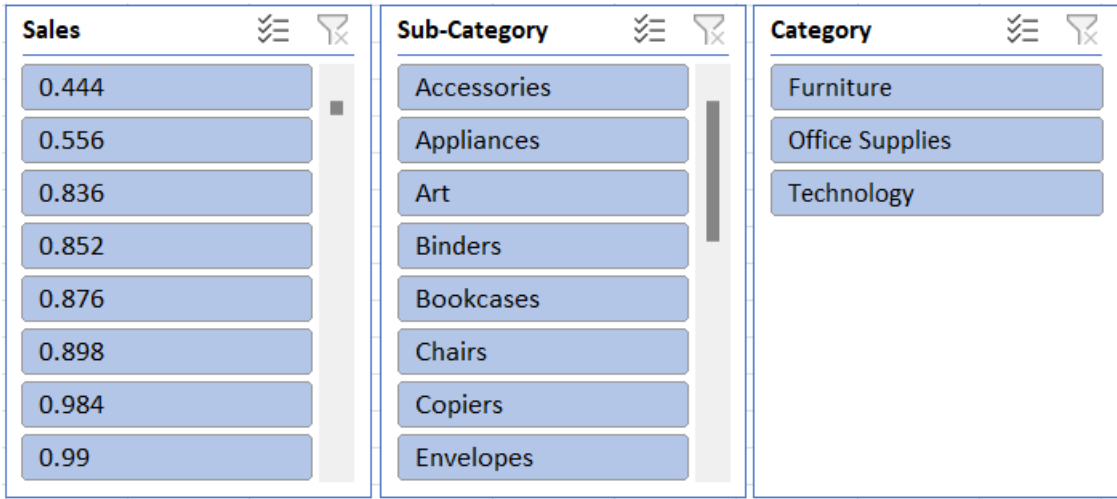 Sales
0.444
0.556
0.836
0.852
0.876
0.898
0.984
0.99
Sub-Category
Accessories
Appliances
Art
Binders
Bookcases
Chairs
Copiers
Envelopes
Category
Furniture
Office Supplies
Technology